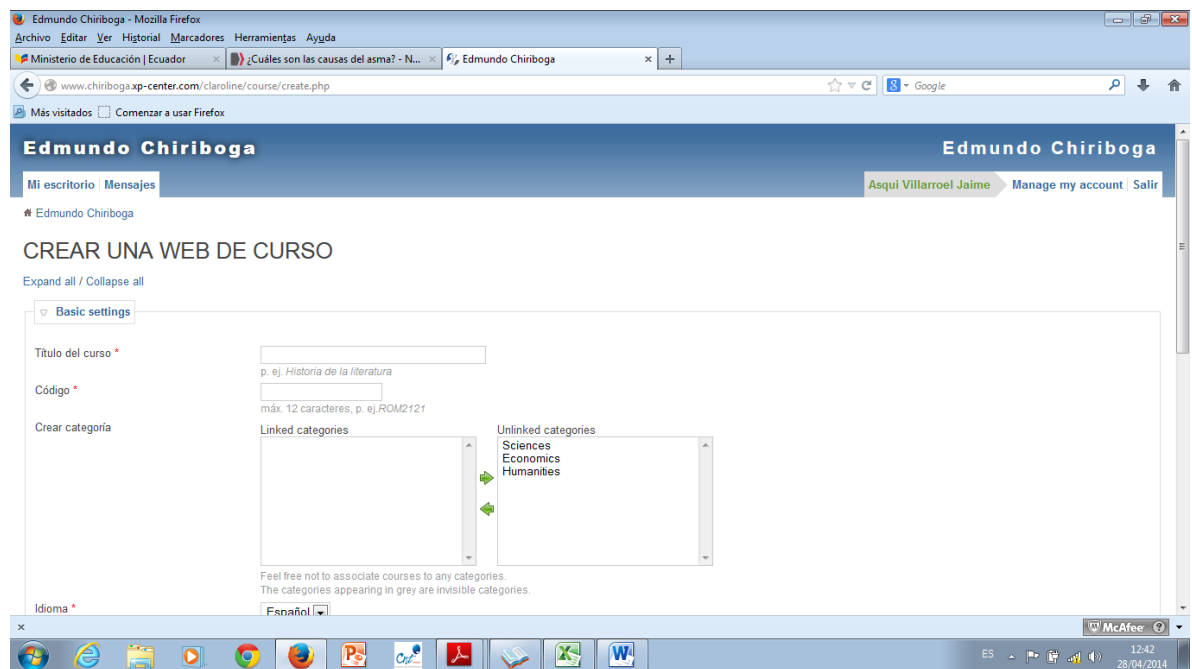 Edmundo Chiriboga - Mozilla Firefox
Archivo Editar Ver Historial Marcadores Herramientas Ayuda
Ministerio de Educación | Ecuador
¿Cuáles son las causas del asma? - N...
Edmundo Chiriboga
www.chiriboga.xp-center.com/claroline/course/create.php
Google
Más visitados Comenzar a usar Firefox
Edmundo Chiriboga Edmundo Chiriboga
Mi escritorio Mensajes Asqui Villarroel Jaime Manage my account Salir
Edmundo Chiriboga
CREAR UNA WEB DE CURSO
Expand all / Collapse all
Basic settings
Título del curso *
p. ej. Historia de la literatura
Código *
máx. 12 caracteres, p. ej.ROM2121
Crear categoría
Linked categories Unlinked categories
Sciences
Economics
Humanities
Feel free not to associate courses to any categories.
The categories appearing in grey are invisible categories.
Idioma * Español
McAfee
ES 12:42
28/04/2014